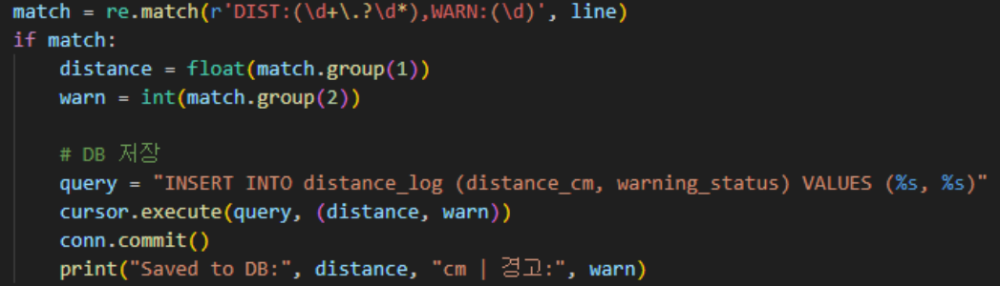 match = re.match(r'DIST:(\d+\.?\d*),WARN:(\d)', line)
if match:
    distance = float(match.group(1))
    warn = int(match.group(2))

    # DB 저장
    query = "INSERT INTO distance_log (distance_cm, warning_status) VALUES (%s, %s)"
    cursor.execute(query, (distance, warn))
    conn.commit()
    print("Saved to DB:", distance, "cm | 경고:", warn)